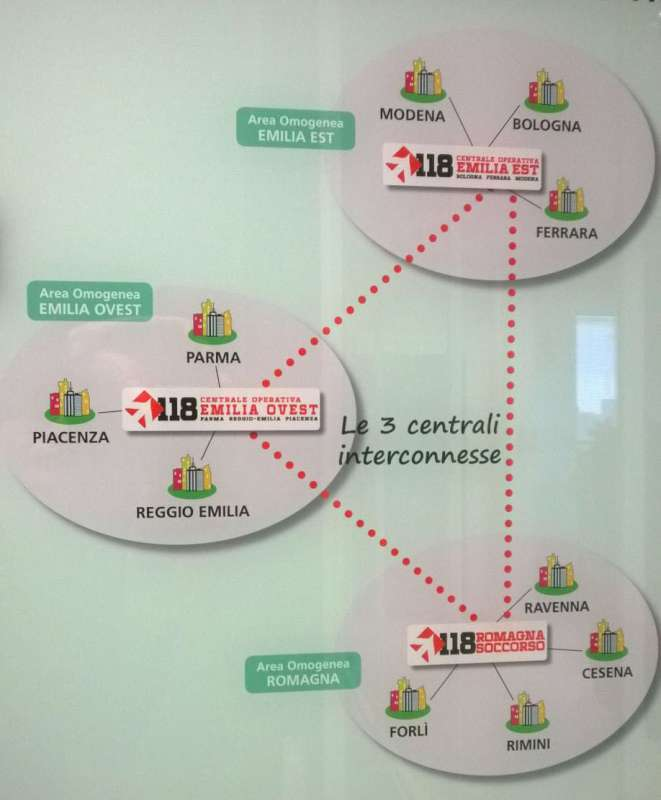 Area Omogenea
EMILIA EST
MODENA
BOLOGNA
118 CENTRALE OPERATIVA
EMILIA EST
BOLOGNA FERRARA MODENA
FERRARA
Area Omogenea
EMILIA OVEST
PARMA
118 CENTRALE OPERATIVA
EMILIA OVEST
PARMA REGGIO-EMILIA PIACENZA
PIACENZA
REGGIO EMILIA
Le 3 centrali
interconnesse
RAVENNA
118 ROMAGNA
SOCCORSO
Area Omogenea
ROMAGNA
CESENA
FORLÌ
RIMINI